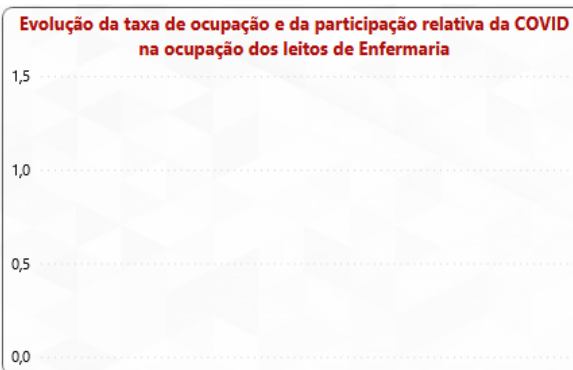 Evolução da taxa de ocupação e da participação relativa da COVID
na ocupação dos leitos de Enfermaria
1,5
1,0
0,5
0,0